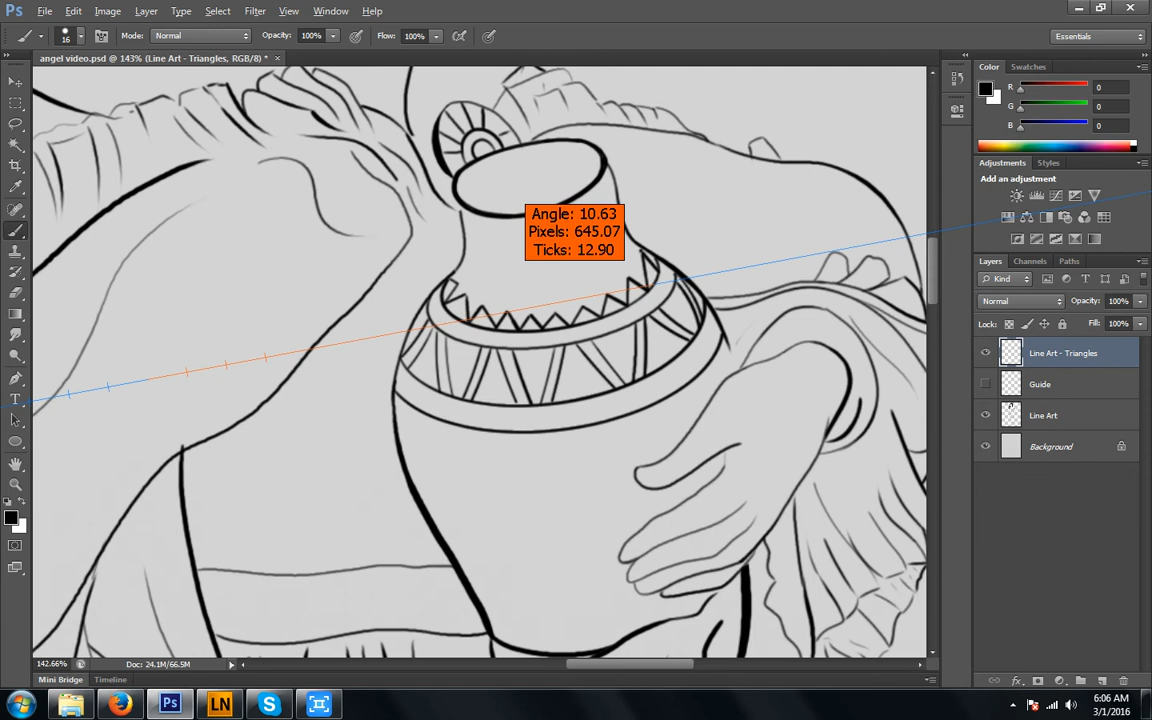 Ps File Edit Image Layer Type Select Filter View Window Help
16 Mode: Normal Opacity: 100% Flow: 100% Essentials
angel video.psd @ 143% (Line Art - Triangles, RGB/8) * ×
Color Swatches
R 0
G 0
B 0
Adjustments Styles
Add an adjustment
Angle: 10.63
Pixels: 645.07
Ticks: 12.90
Layers Channels Paths
Kind
Normal Opacity: 100%
Lock: Fill: 100%
Line Art - Triangles
Guide
Line Art
Background
142.66% Doc: 24.1M/66.5M
Mini Bridge Timeline
Ps LN S
6:06 AM
3/1/2016